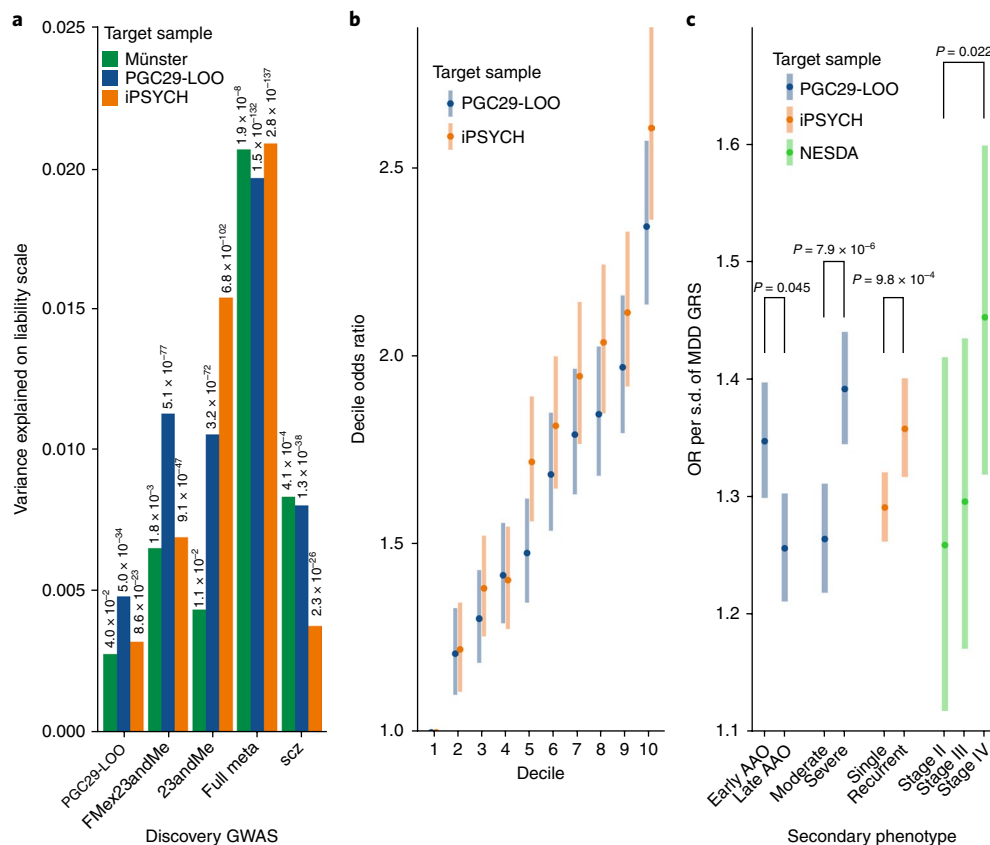 a
Target sample
Münster
PGC29-LOO
iPSYCH
Variance explained on liability scale
0.025
0.020
0.015
0.010
0.005
0.000
4.0 × 10⁻²
5.0 × 10⁻³⁴
8.6 × 10⁻²³
1.8 × 10⁻³
5.1 × 10⁻⁷⁷
9.1 × 10⁻⁴⁷
1.1 × 10⁻²
3.2 × 10⁻⁷²
6.8 × 10⁻¹⁰²
1.9 × 10⁻⁸
1.5 × 10⁻¹³²
2.8 × 10⁻¹³⁷
4.1 × 10⁻⁴
1.3 × 10⁻³⁸
2.3 × 10⁻²⁶
PGC29-LOO
FMex23andMe
23andMe
Full meta
scz
Discovery GWAS
b
Target sample
PGC29-LOO
iPSYCH
Decile odds ratio
2.5
2.0
1.5
1.0
1 2 3 4 5 6 7 8 9 10
Decile
c
Target sample
PGC29-LOO
iPSYCH
NESDA
OR per s.d. of MDD GRS
1.6
1.5
1.4
1.3
1.2
1.1
P = 0.045
P = 7.9 × 10⁻⁶
P = 9.8 × 10⁻⁴
P = 0.022
Early AAO
Late AAO
Moderate
Severe
Single
Recurrent
Stage II
Stage III
Stage IV
Secondary phenotype